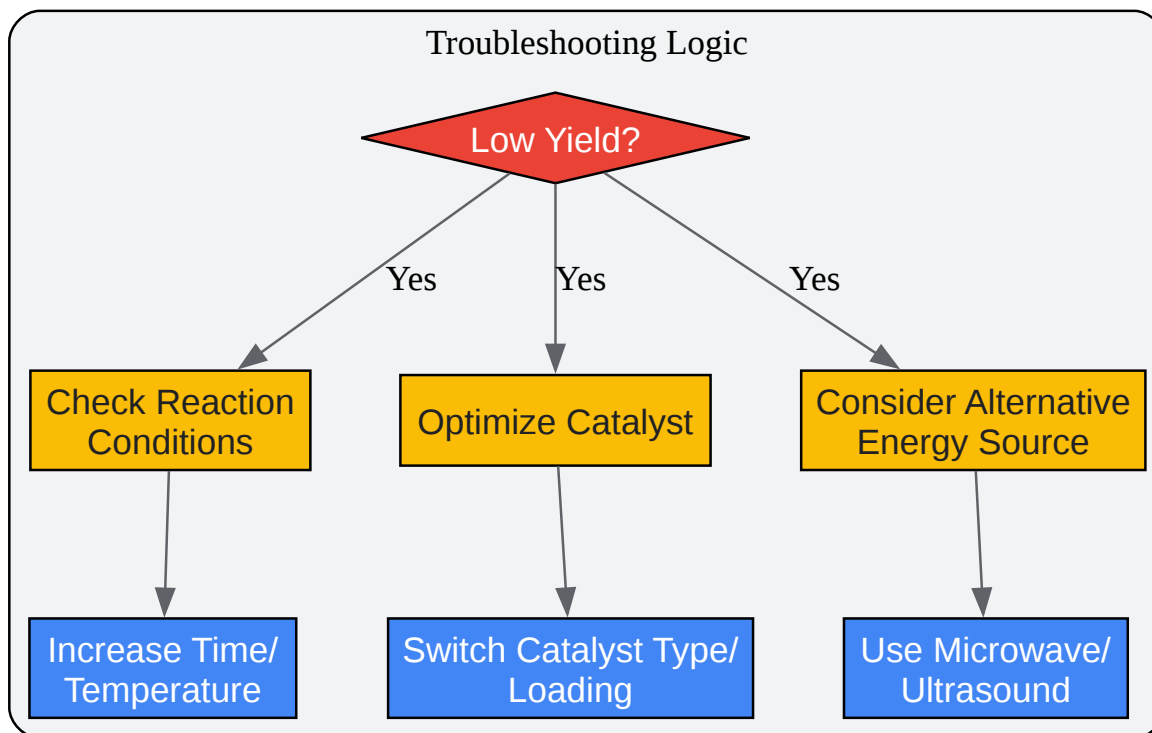 Troubleshooting Logic
Low Yield?
Yes
Yes
Yes
Check Reaction
Conditions
Optimize Catalyst
Consider Alternative
Energy Source
Increase Time/
Temperature
Switch Catalyst Type/
Loading
Use Microwave/
Ultrasound